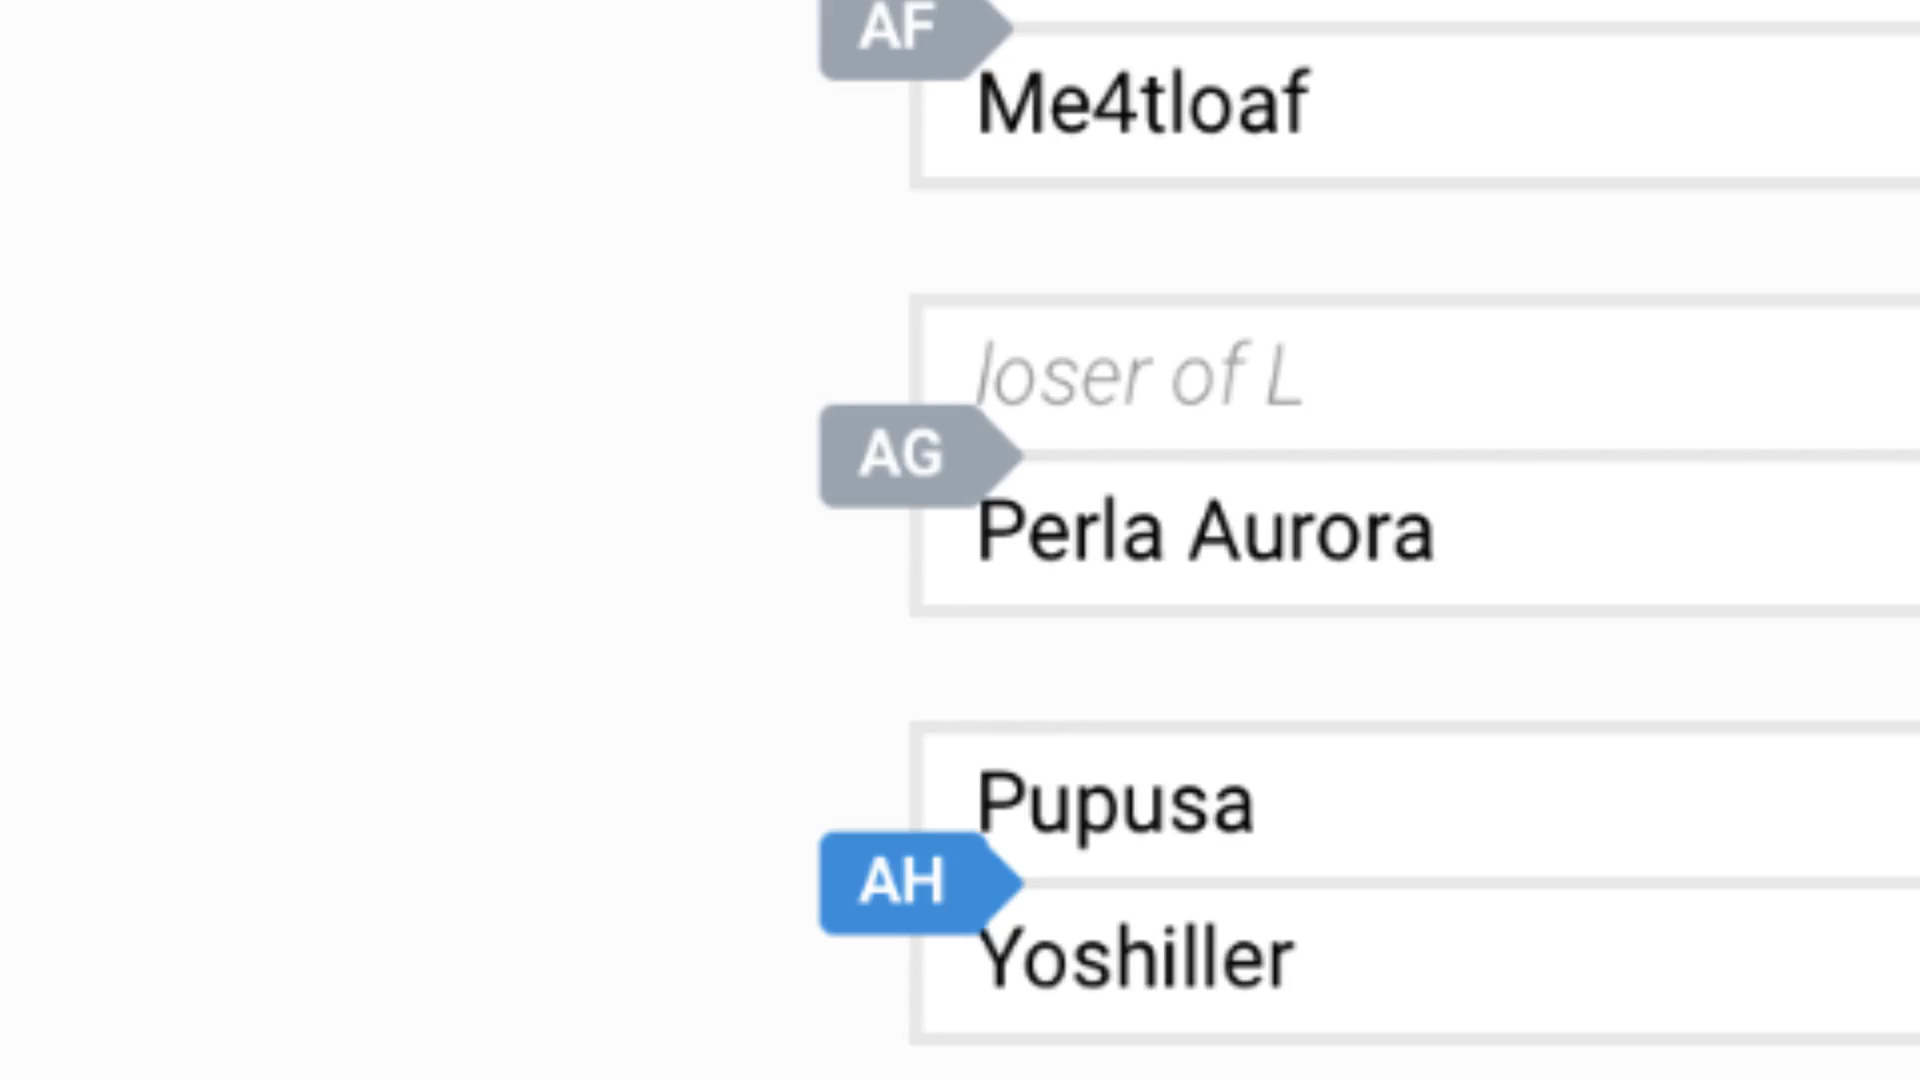 AF
Me4tloaf
loser of L
AG
Perla Aurora
Pupusa
AH
Yoshiller